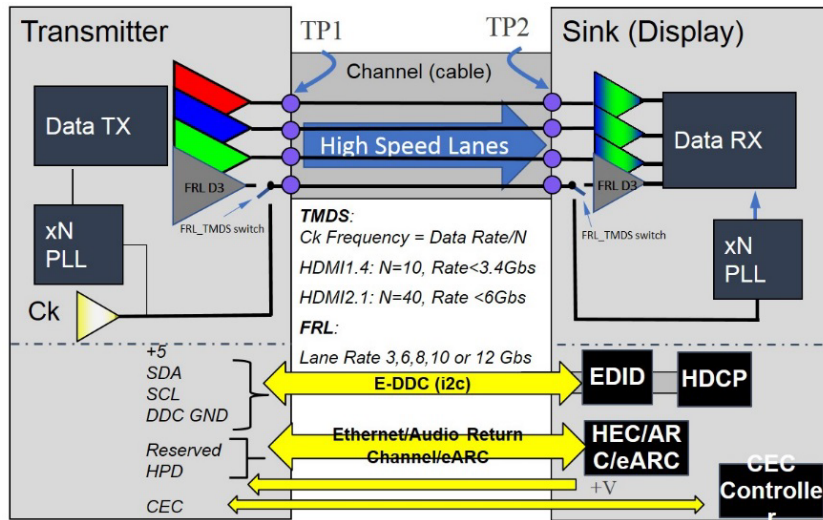 Transmitter
TP1
TP2
Sink (Display)
Channel (cable)
Data TX
High Speed Lanes
Data RX
FRL D3
FRL D3
FRL_TMDS switch
FRL_TMDS switch
xN
PLL
xN
PLL
Ck
TMDS:
Ck Frequency = Data Rate/N
HDMI1.4: N=10, Rate<3.4Gbs
HDMI2.1: N=40, Rate <6Gbs
FRL:
Lane Rate 3,6,8,10 or 12 Gbs
+5
SDA
SCL
DDC GND
E-DDC (i2c)
EDID
HDCP
Reserved
HPD
Ethernet/Audio Return
Channel/eARC
HEC/AR
C/eARC
+V
CEC
CEC
Controlle
r